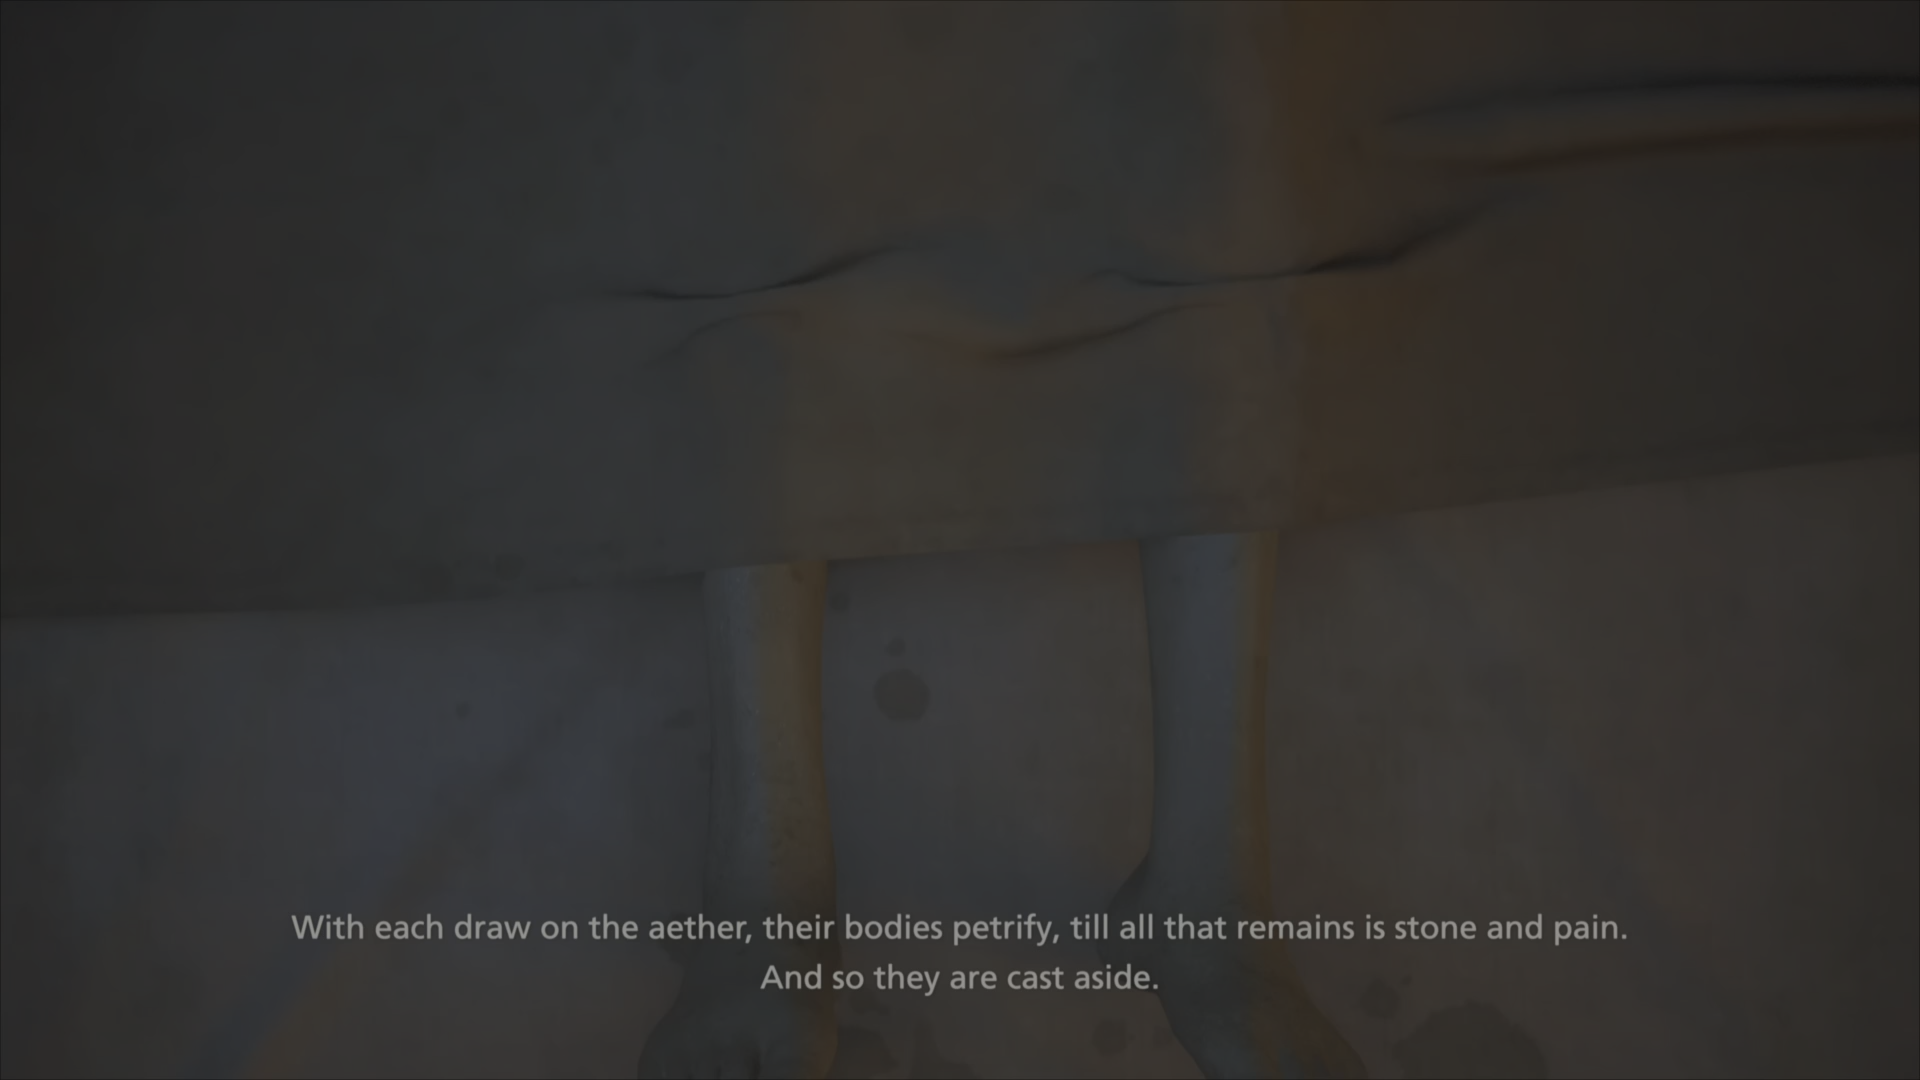 With each draw on the aether, their bodies petrify, till all that remains is stone and pain.
And so they are cast aside.